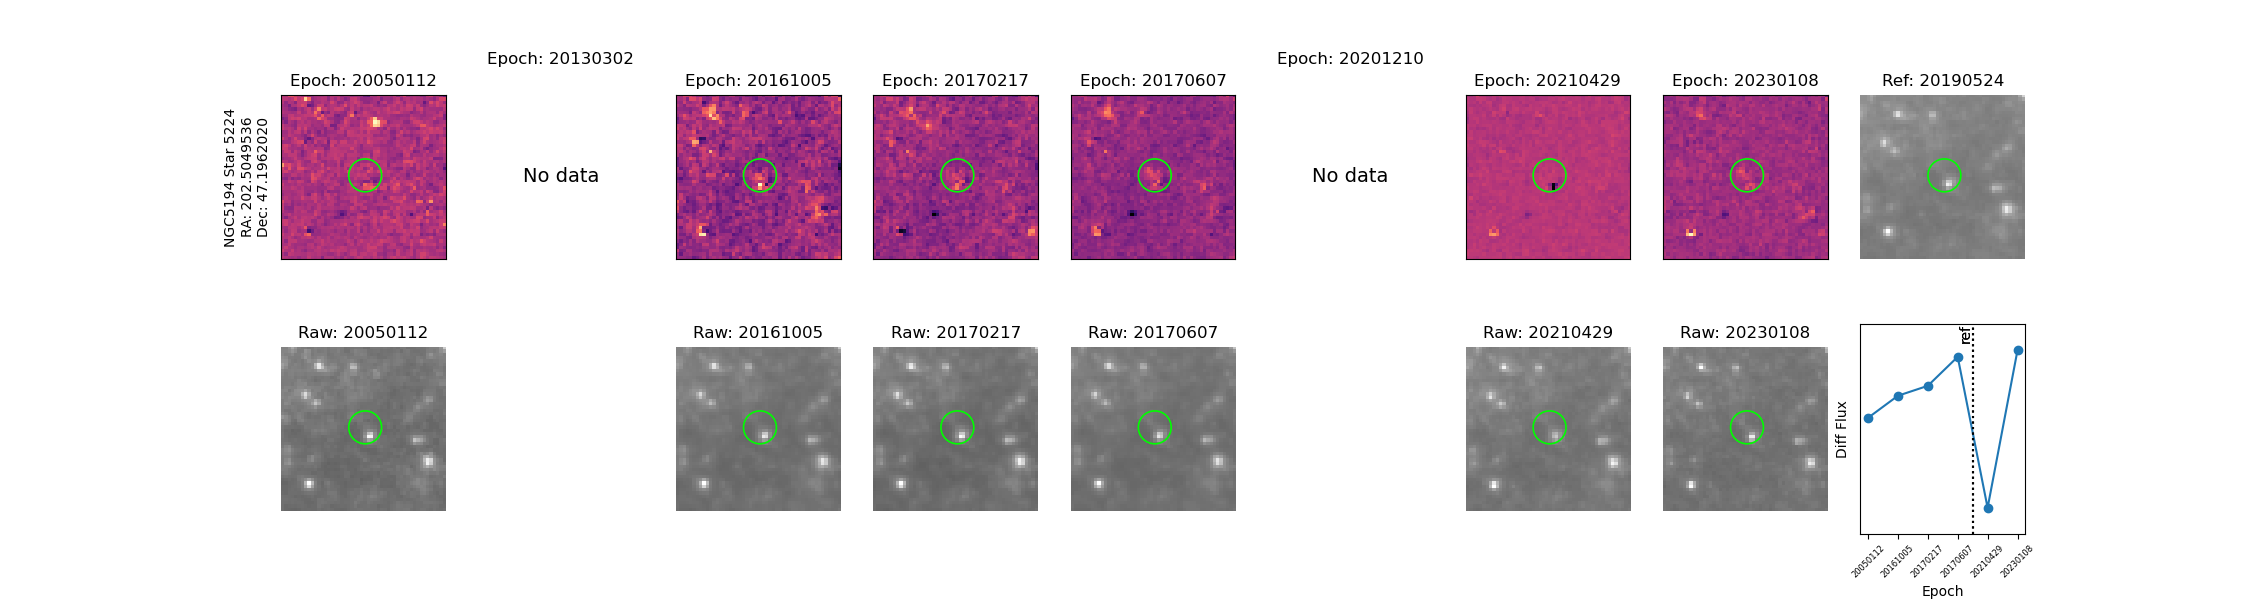 Epoch: 20130302
Epoch: 20201210
Epoch: 20050112
Epoch: 20161005
Epoch: 20170217
Epoch: 20170607
Epoch: 20210429
Epoch: 20230108
Ref: 20190524
NGC5194 Star 5224
RA: 202.5049536
Dec: 47.1962020
No data
No data
Raw: 20050112
Raw: 20161005
Raw: 20170217
Raw: 20170607
Raw: 20210429
Raw: 20230108
ref
Diff Flux
20050112
20161005
20170217
20170607
20210429
20230108
Epoch